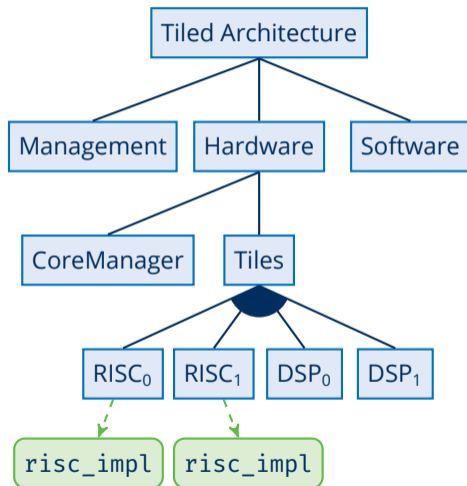 Tiled Architecture
Management Hardware Software
CoreManager Tiles
RISC₀ RISC₁ DSP₀ DSP₁
risc_impl risc_impl